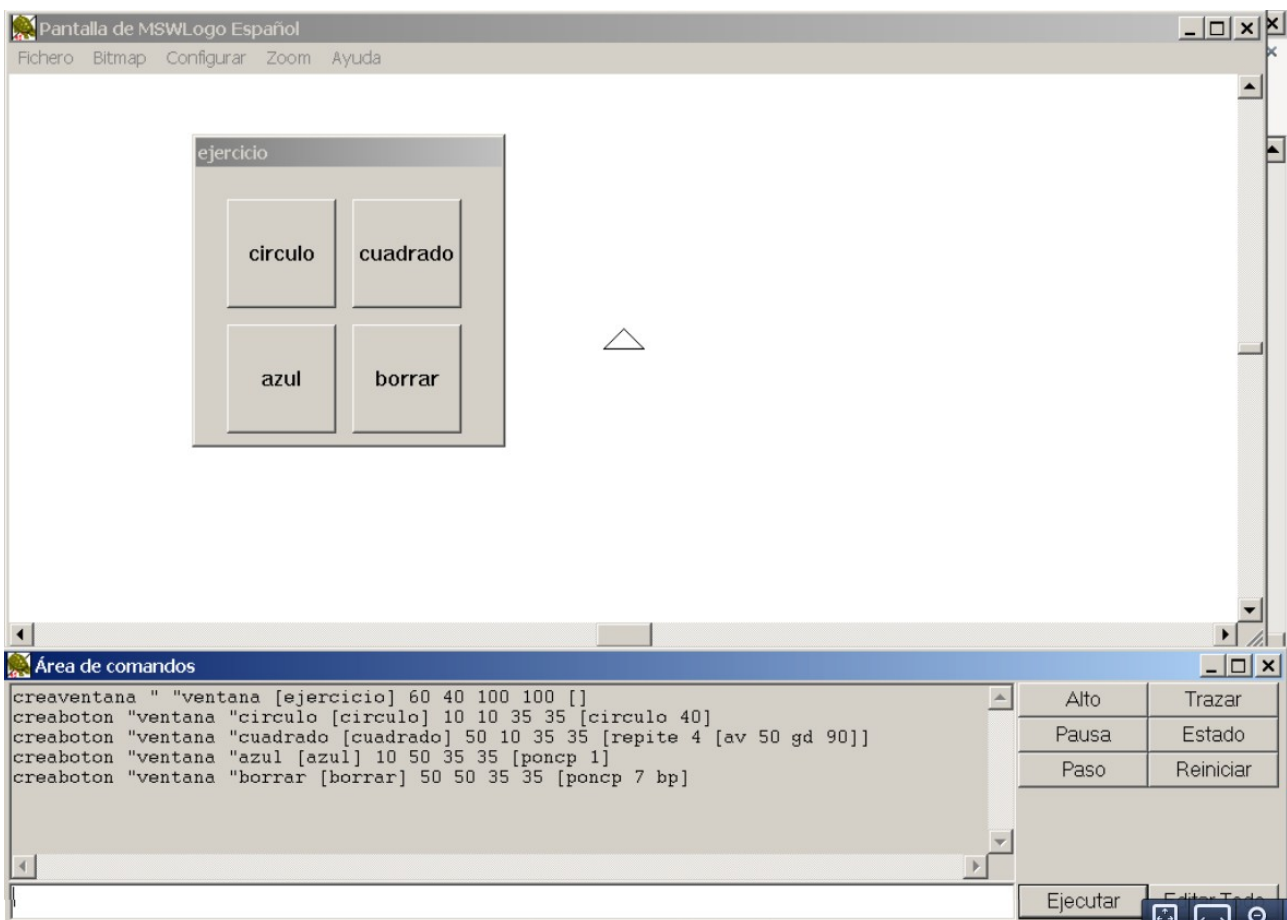 Pantalla de MSWLogo Español
Fichero Bitmap Configurar Zoom Ayuda
ejercicio
circulo cuadrado
azul borrar
Área de comandos
creaventana " "ventana [ejercicio] 60 40 100 100 []
creaboton "ventana "circulo [circulo] 10 10 35 35 [circulo 40]
creaboton "ventana "cuadrado [cuadrado] 50 10 35 35 [repite 4 [av 50 gd 90]]
creaboton "ventana "azul [azul] 10 50 35 35 [poncp 1]
creaboton "ventana "borrar [borrar] 50 50 35 35 [poncp 7 bp]
Alto Trazar
Pausa Estado
Paso Reiniciar
Ejecutar Editar Todo